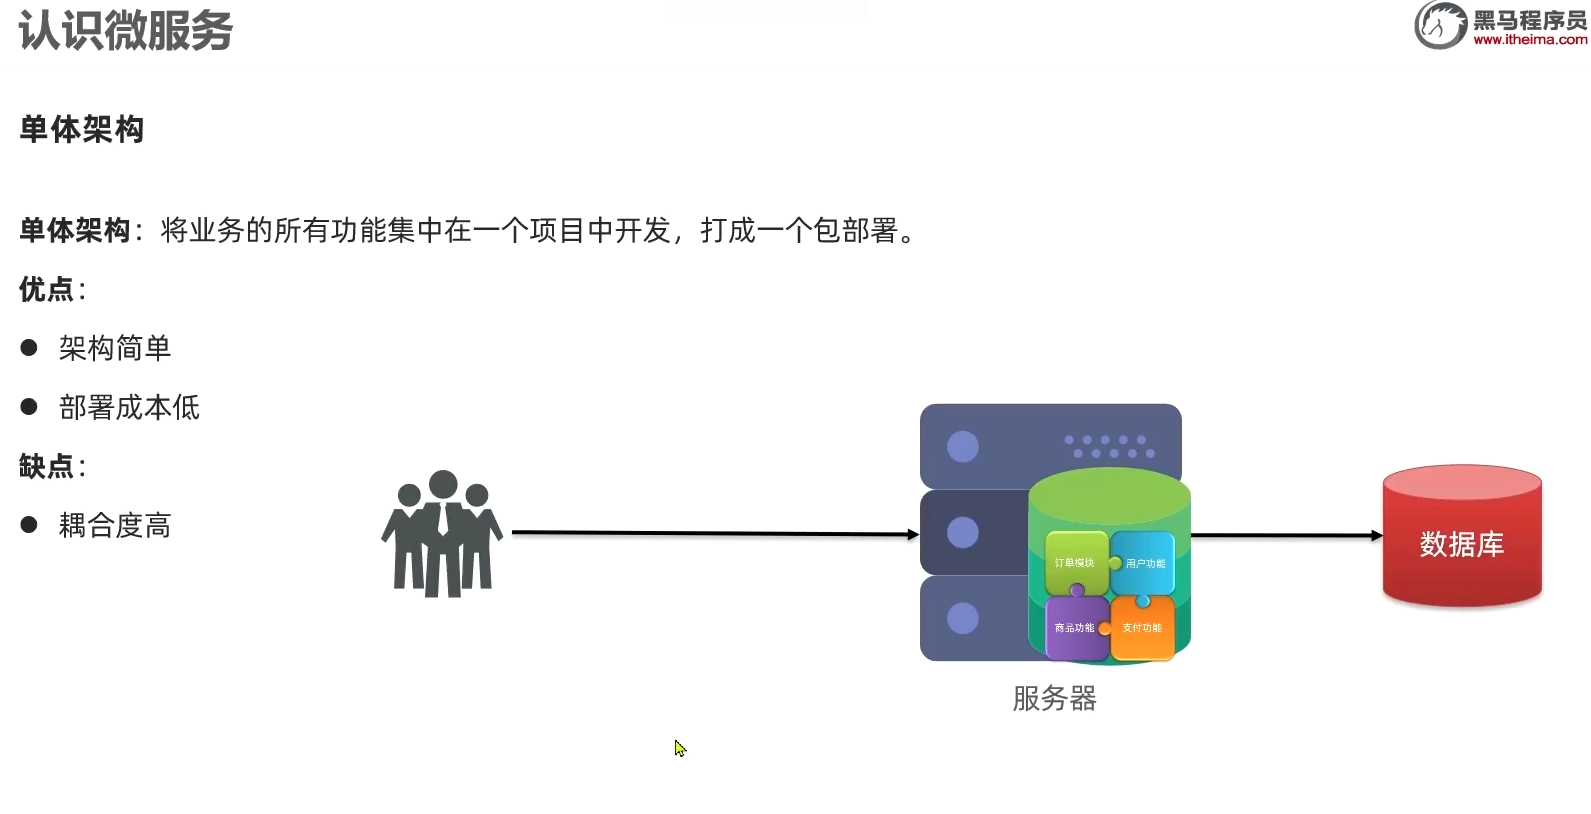 认识微服务
黑马程序员
www.itheima.com
单体架构
单体架构：将业务的所有功能集中在一个项目中开发，打成一个包部署。
优点：
● 架构简单
● 部署成本低
缺点：
● 耦合度高
订单模块
用户功能
商品功能
支付功能
数据库
服务器